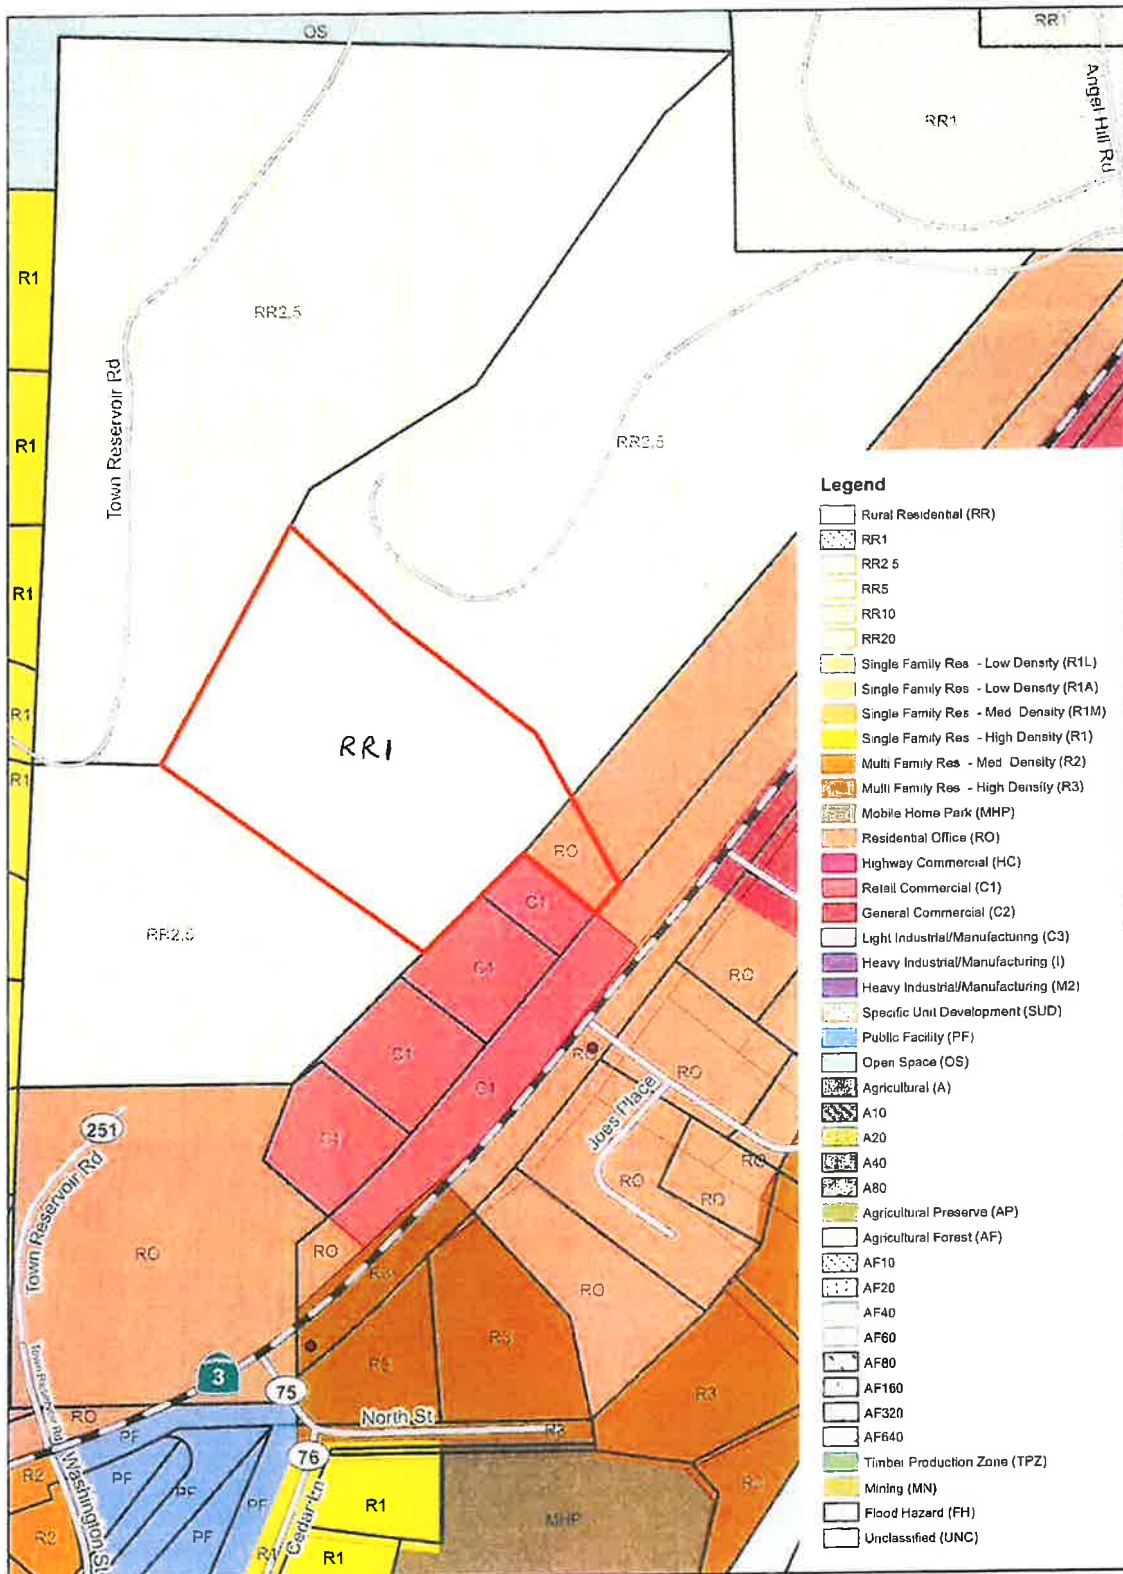 OS
RR1
RR1
Angel Hill Rd
R1
RR2.5
Town Reservoir Rd
R1
RR2.5
R1
R1
R1
RR1
RO
C1
RR2.5
C1
RO
C1
RO
RO
C1
C1
Joes Place
RO
RO
RO
251
Town Reservoir Rd
RO
RO
R3
RO
R3
R3
3
75
North St
R3
R3
76
Town Reservoir Rd
RO
PF
R2
Washington St
PF
PF
PF
PF
R2
R1
Cedar Ln
R1
R1
MHP
R3
Legend
Rural Residential (RR)
RR1
RR2.5
RR5
RR10
RR20
Single Family Res - Low Density (R1L)
Single Family Res - Low Density (R1A)
Single Family Res - Med Density (R1M)
Single Family Res - High Density (R1)
Multi Family Res - Med Density (R2)
Multi Family Res - High Density (R3)
Mobile Home Park (MHP)
Residential Office (RO)
Highway Commercial (HC)
Retail Commercial (C1)
General Commercial (C2)
Light Industrial/Manufacturing (C3)
Heavy Industrial/Manufacturing (I)
Heavy Industrial/Manufacturing (M2)
Specific Unit Development (SUD)
Public Facility (PF)
Open Space (OS)
Agricultural (A)
A10
A20
A40
A80
Agricultural Preserve (AP)
Agricultural Forest (AF)
AF10
AF20
AF40
AF60
AF80
AF160
AF320
AF640
Timber Production Zone (TPZ)
Mining (MN)
Flood Hazard (FH)
Unclassified (UNC)